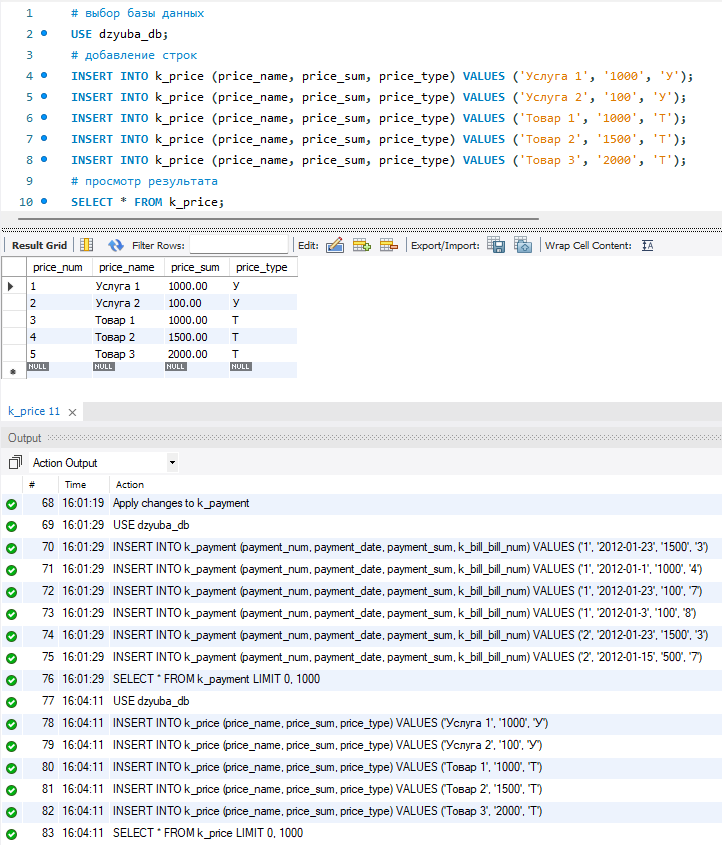 1 # выбор базы данных
2 USE dzyuba_db;
3 # добавление строк
4 INSERT INTO k_price (price_name, price_sum, price_type) VALUES ('Услуга 1', '1000', 'У');
5 INSERT INTO k_price (price_name, price_sum, price_type) VALUES ('Услуга 2', '100', 'У');
6 INSERT INTO k_price (price_name, price_sum, price_type) VALUES ('Товар 1', '1000', 'Т');
7 INSERT INTO k_price (price_name, price_sum, price_type) VALUES ('Товар 2', '1500', 'Т');
8 INSERT INTO k_price (price_name, price_sum, price_type) VALUES ('Товар 3', '2000', 'Т');
9 # просмотр результата
10 SELECT * FROM k_price;
Result Grid Filter Rows: Edit: Export/Import: Wrap Cell Content: IA
price_num price_name price_sum price_type
1 Услуга 1 1000.00 У
2 Услуга 2 100.00 У
3 Товар 1 1000.00 Т
4 Товар 2 1500.00 Т
5 Товар 3 2000.00 Т
NULL NULL NULL NULL
k_price 11
Output
Action Output
# Time Action
68 16:01:19 Apply changes to k_payment
69 16:01:29 USE dzyuba_db
70 16:01:29 INSERT INTO k_payment (payment_num, payment_date, payment_sum, k_bill_bill_num) VALUES ('1', '2012-01-23', '1500', '3')
71 16:01:29 INSERT INTO k_payment (payment_num, payment_date, payment_sum, k_bill_bill_num) VALUES ('1', '2012-01-1', '1000', '4')
72 16:01:29 INSERT INTO k_payment (payment_num, payment_date, payment_sum, k_bill_bill_num) VALUES ('1', '2012-01-23', '100', '7')
73 16:01:29 INSERT INTO k_payment (payment_num, payment_date, payment_sum, k_bill_bill_num) VALUES ('1', '2012-01-3', '100', '8')
74 16:01:29 INSERT INTO k_payment (payment_num, payment_date, payment_sum, k_bill_bill_num) VALUES ('2', '2012-01-23', '1500', '3')
75 16:01:29 INSERT INTO k_payment (payment_num, payment_date, payment_sum, k_bill_bill_num) VALUES ('2', '2012-01-15', '500', '7')
76 16:01:29 SELECT * FROM k_payment LIMIT 0, 1000
77 16:04:11 USE dzyuba_db
78 16:04:11 INSERT INTO k_price (price_name, price_sum, price_type) VALUES ('Услуга 1', '1000', 'У')
79 16:04:11 INSERT INTO k_price (price_name, price_sum, price_type) VALUES ('Услуга 2', '100', 'У')
80 16:04:11 INSERT INTO k_price (price_name, price_sum, price_type) VALUES ('Товар 1', '1000', 'Т')
81 16:04:11 INSERT INTO k_price (price_name, price_sum, price_type) VALUES ('Товар 2', '1500', 'Т')
82 16:04:11 INSERT INTO k_price (price_name, price_sum, price_type) VALUES ('Товар 3', '2000', 'Т')
83 16:04:11 SELECT * FROM k_price LIMIT 0, 1000